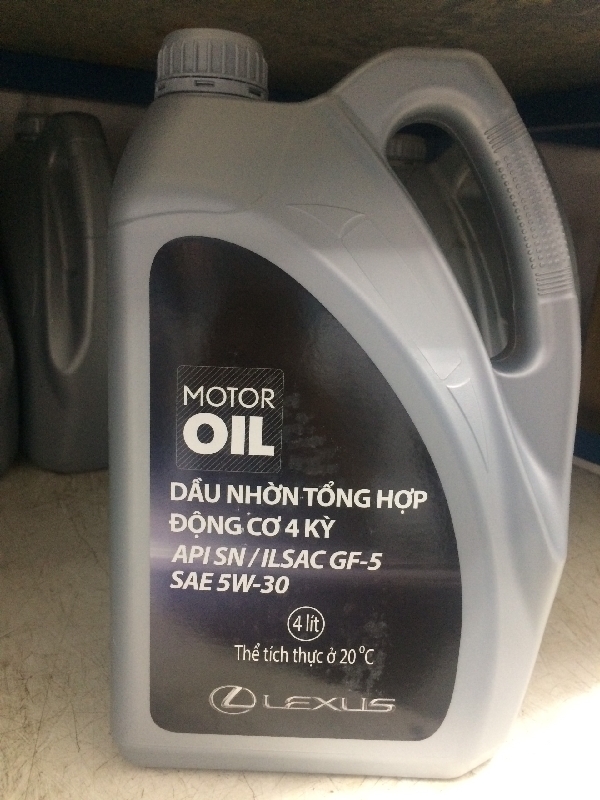 MOTOR
OIL
DẦU NHỜN TỔNG HỢP
ĐỘNG CƠ 4 KỲ
API SN / ILSAC GF-5
SAE 5W-30
4 lít
Thể tích thực ở 20 °C
LEXUS